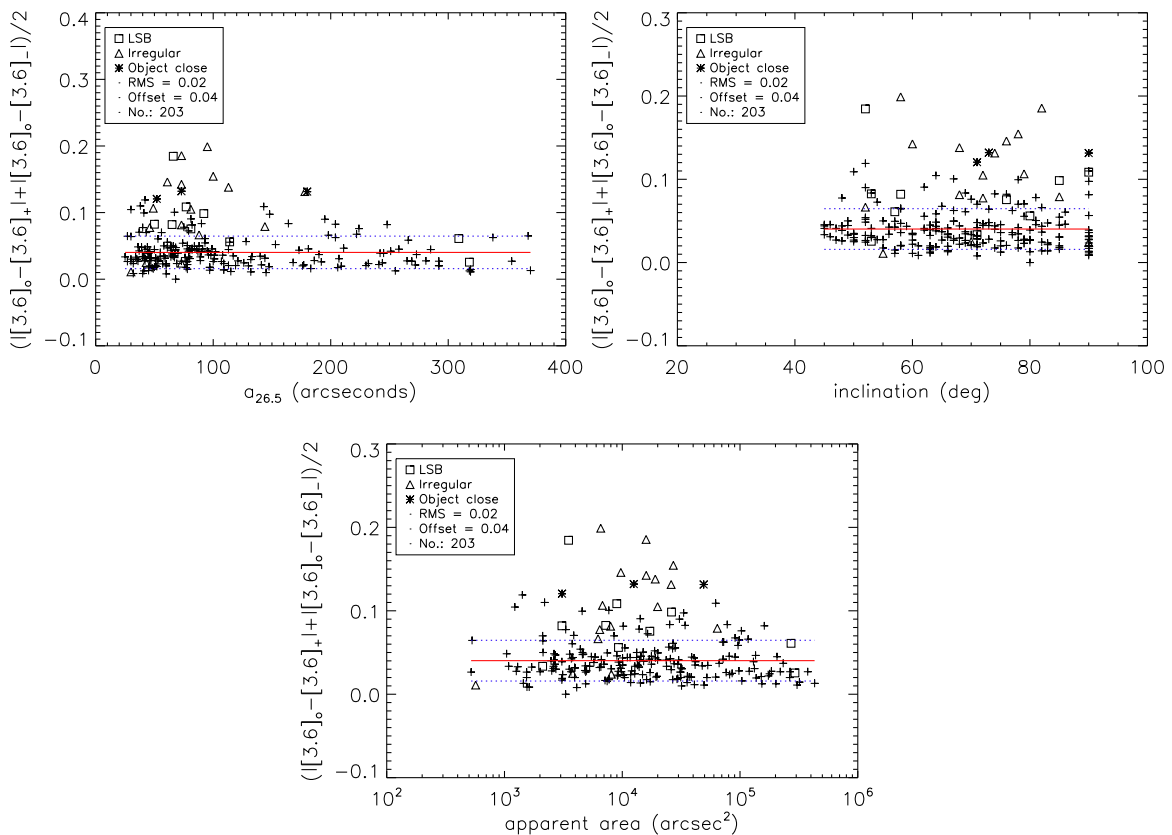 (|[3.6]ₒ−[3.6]₊|+|[3.6]ₒ−[3.6]₋|)/2
0.4
0.3
0.2
0.1
0.0
−0.1
□ LSB
△ Irregular
✱ Object close
· RMS = 0.02
· Offset = 0.04
· No.: 203
0 100 200 300 400
a26.5 (arcseconds)
(|[3.6]ₒ−[3.6]₊|+|[3.6]ₒ−[3.6]₋|)/2
0.3
0.2
0.1
0.0
−0.1
□ LSB
△ Irregular
✱ Object close
· RMS = 0.02
· Offset = 0.04
· No.: 203
20 40 60 80 100
inclination (deg)
(|[3.6]ₒ−[3.6]₊|+|[3.6]ₒ−[3.6]₋|)/2
0.3
0.2
0.1
0.0
−0.1
□ LSB
△ Irregular
✱ Object close
· RMS = 0.02
· Offset = 0.04
· No.: 203
10² 10³ 10⁴ 10⁵ 10⁶
apparent area (arcsec²)